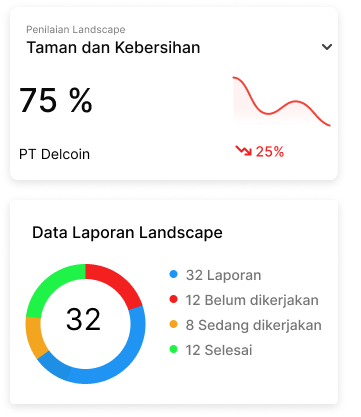 Penilaian Landscape
Taman dan Kebersihan
75 %
PT Delcoin
25%
Data Laporan Landscape
32
32 Laporan
12 Belum dikerjakan
8 Sedang dikerjakan
12 Selesai